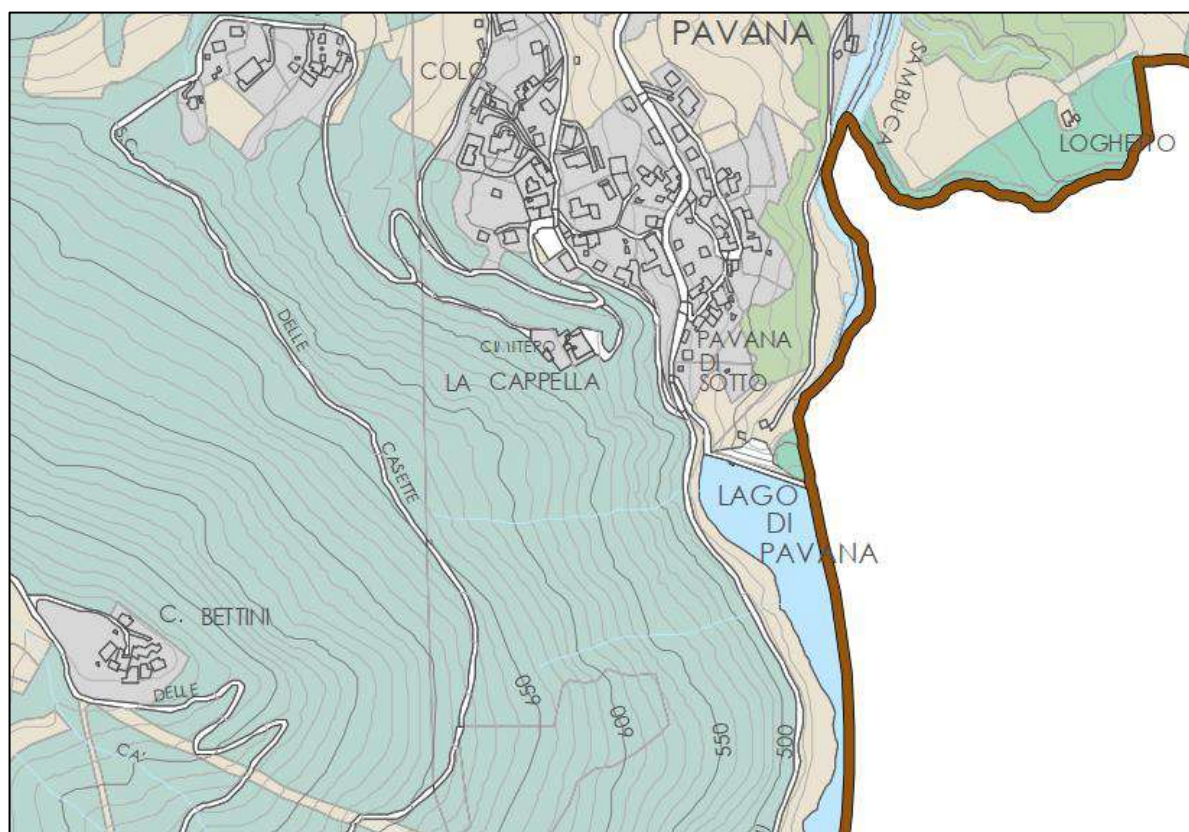 PAVANA
COLO
SAMBUCA
LOGHETTO
DELLE
CIMITERO
LA CAPPELLA
PAVANA
DI
SOTTO
CASETTE
LAGO
DI
PAVANA
C. BETTINI
DELLE
CA'
650
600
550
500